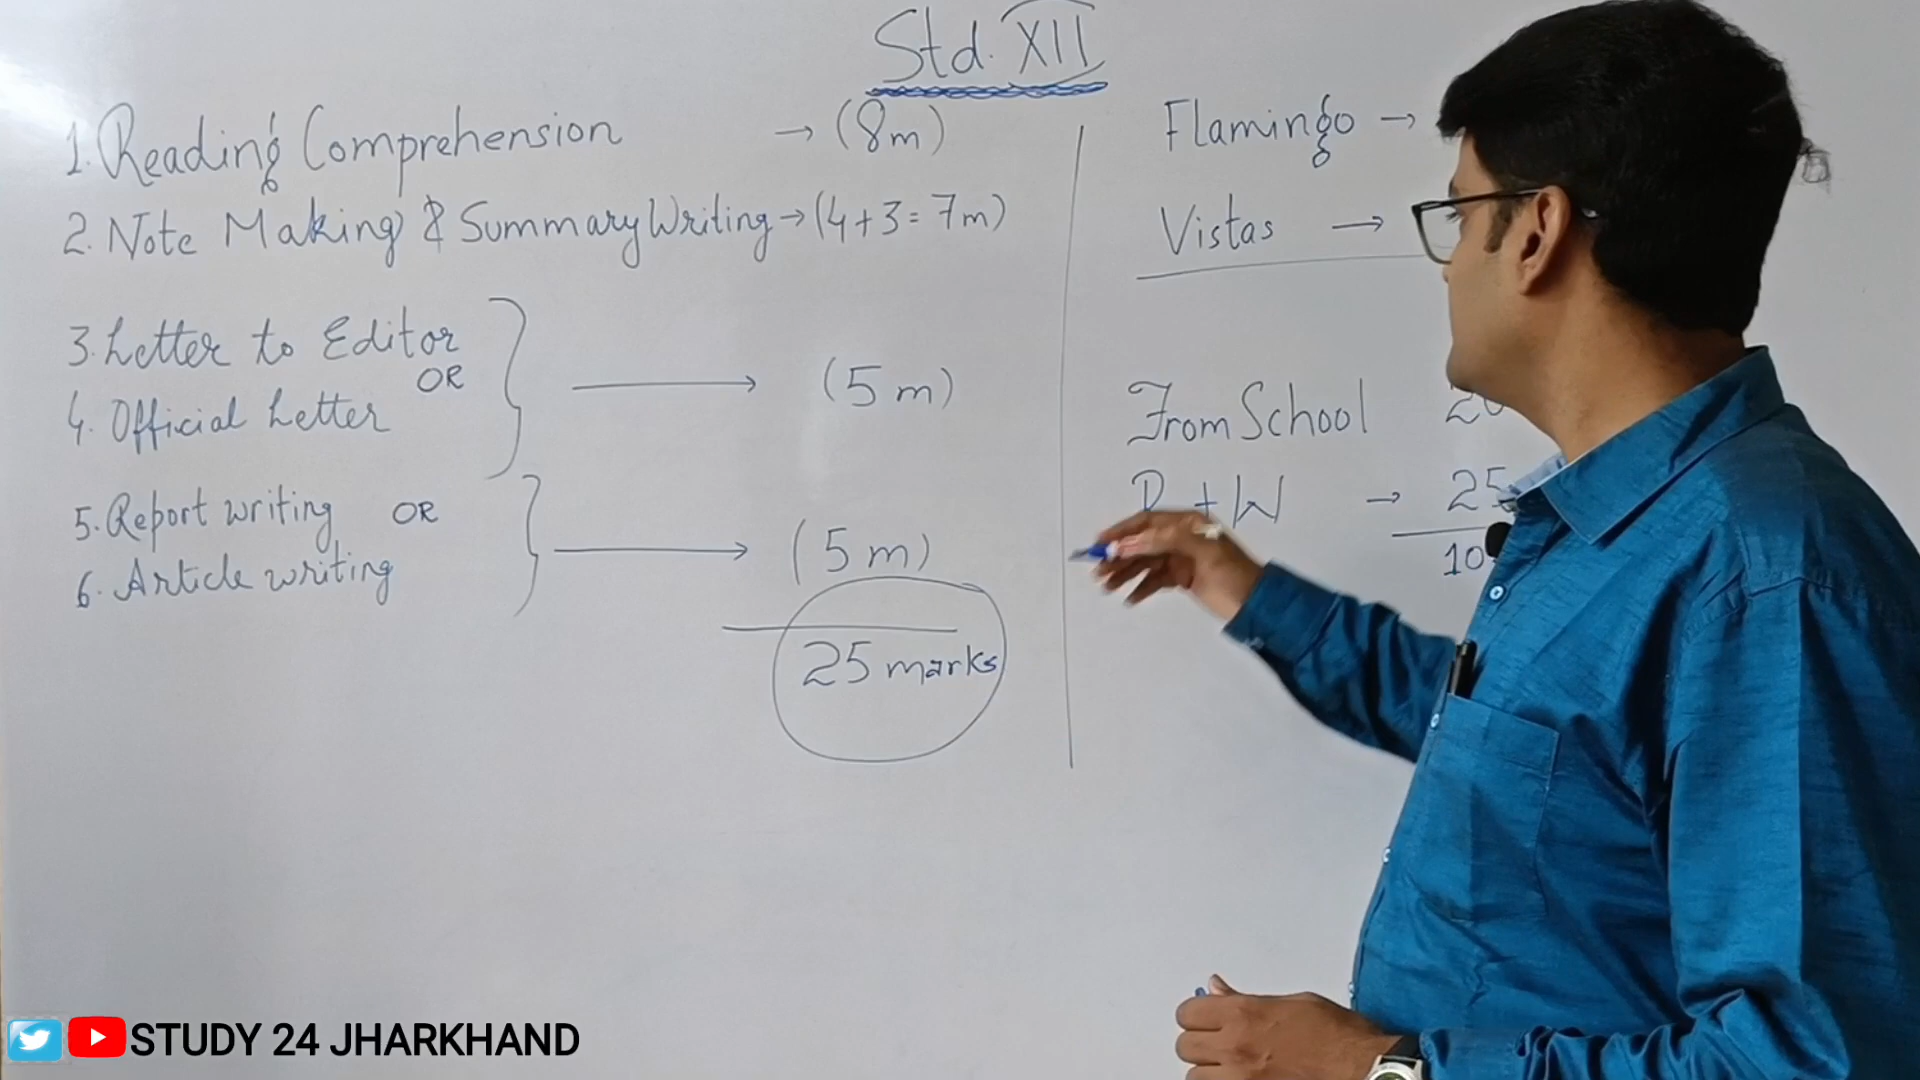 Std. XII
1. Reading Comprehension → (8m)
2. Note Making & Summary Writing → (4+3=7m)
3. Letter to Editor
OR
4. Official Letter
→ (5m)
5. Report writing OR
6. Article writing
→ (5m)
25 marks
Flamingo →
Vistas →
From School
+ W → 25
10
STUDY 24 JHARKHAND